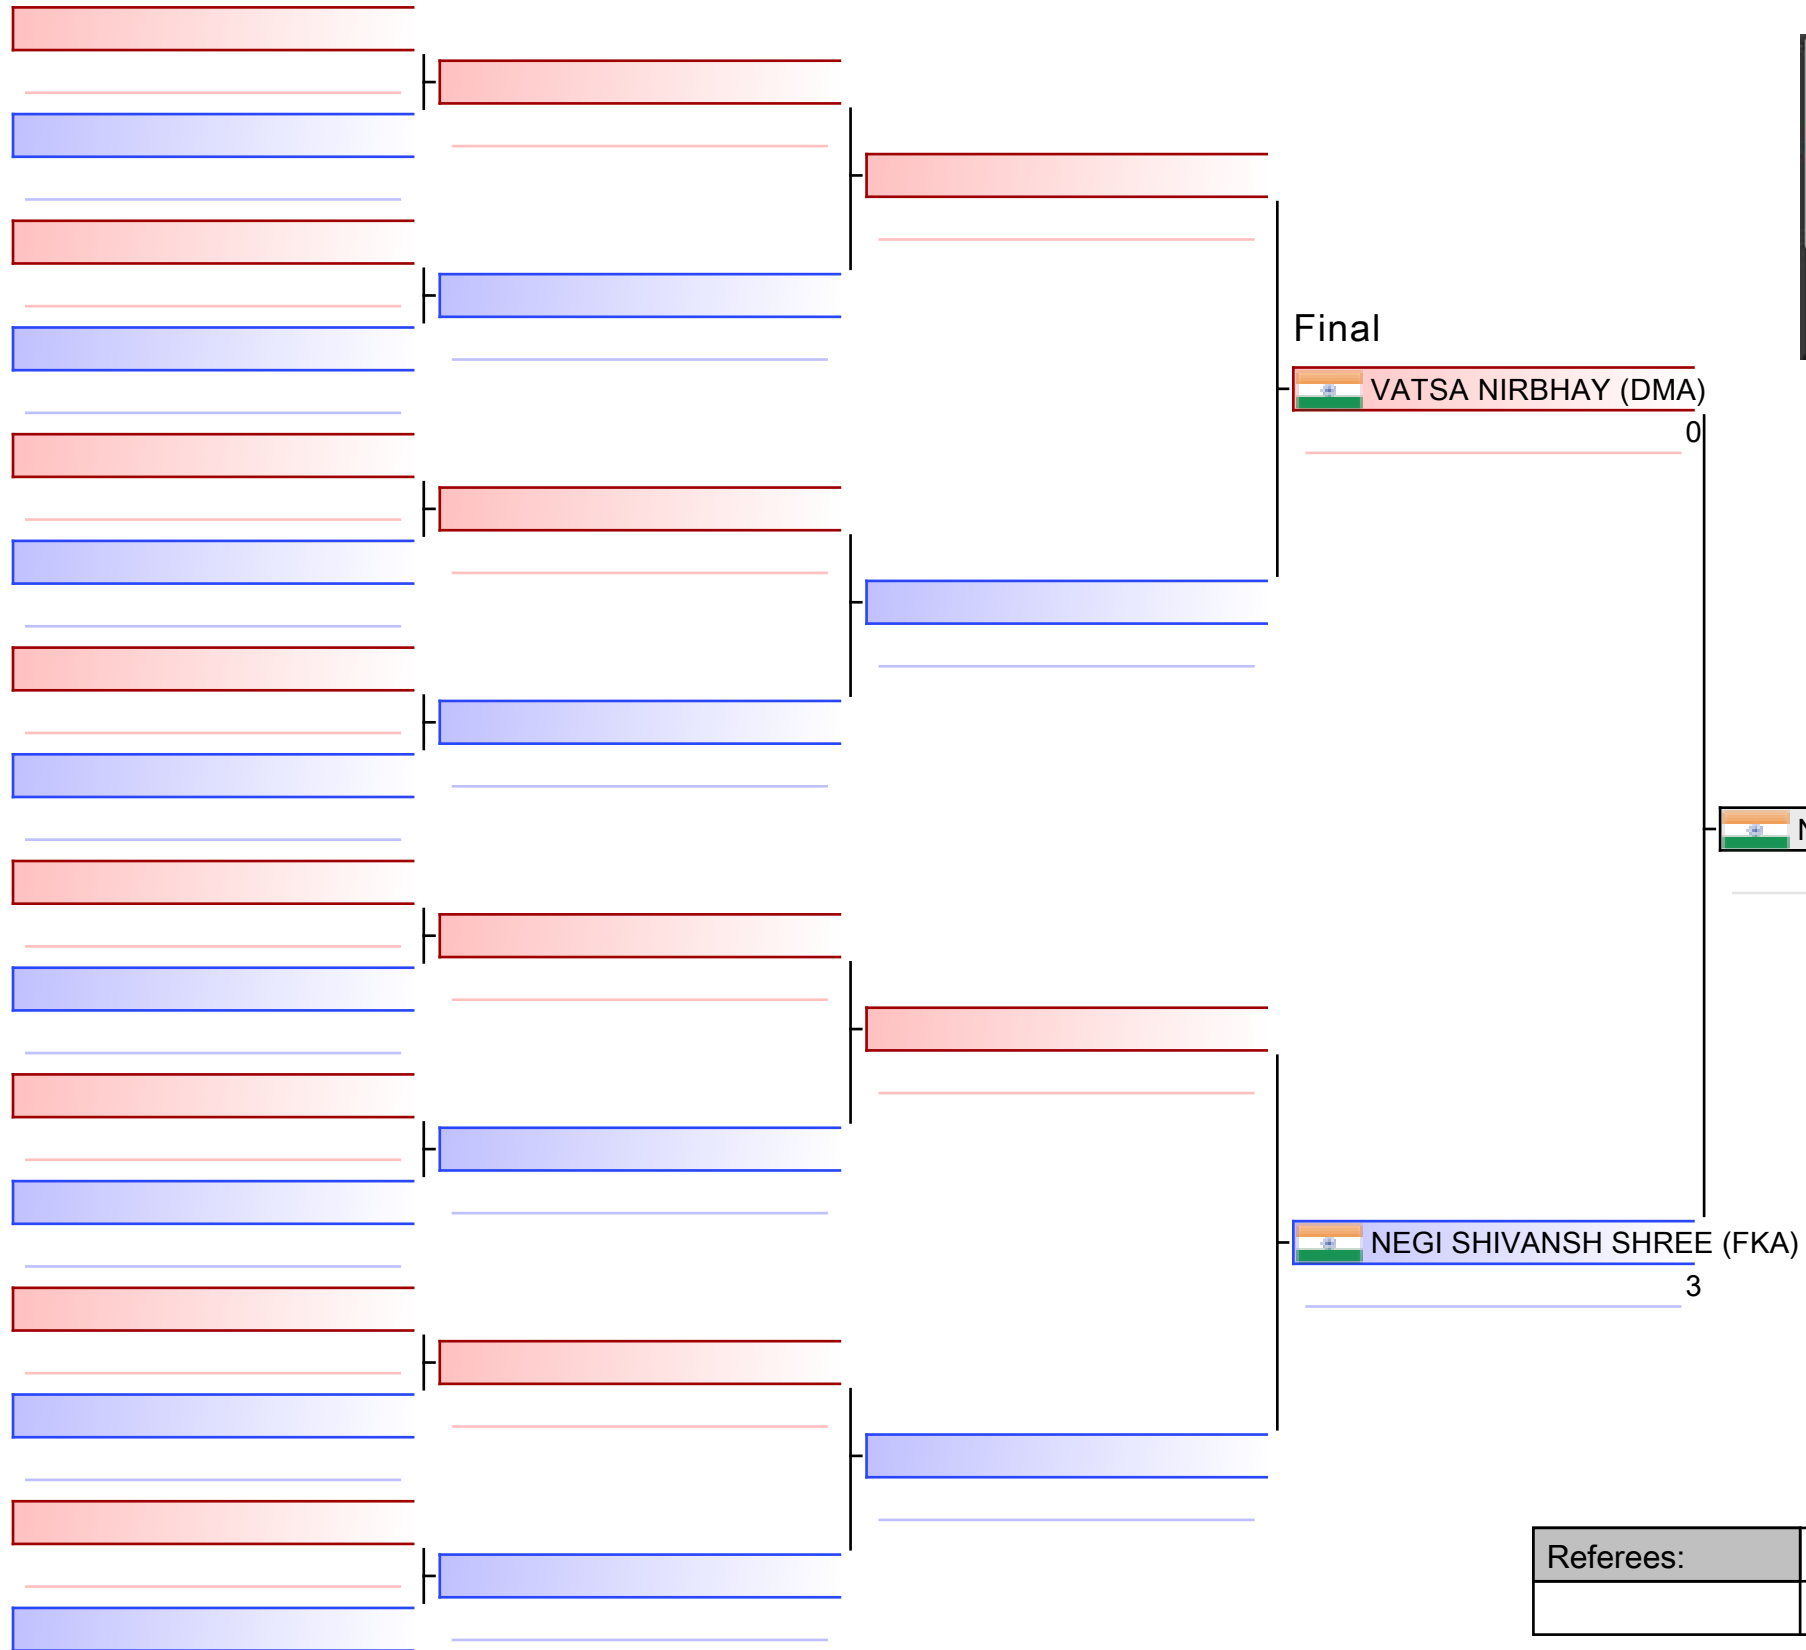 Final
VATSA NIRBHAY (DMA)
0
NEGI SHIVANSH SHREE (FKA)
3
Referees: